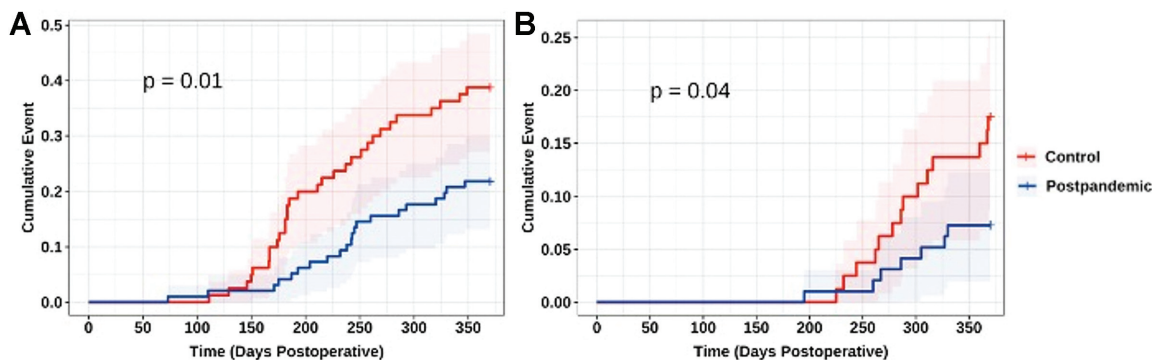 A
Cumulative Event
0.5
0.4
0.3
0.2
0.1
0.0
p = 0.01
0 50 100 150 200 250 300 350
Time (Days Postoperative)
B
Cumulative Event
0.25
0.20
0.15
0.10
0.05
0.00
p = 0.04
0 50 100 150 200 250 300 350
Time (Days Postoperative)
Control
Postpandemic